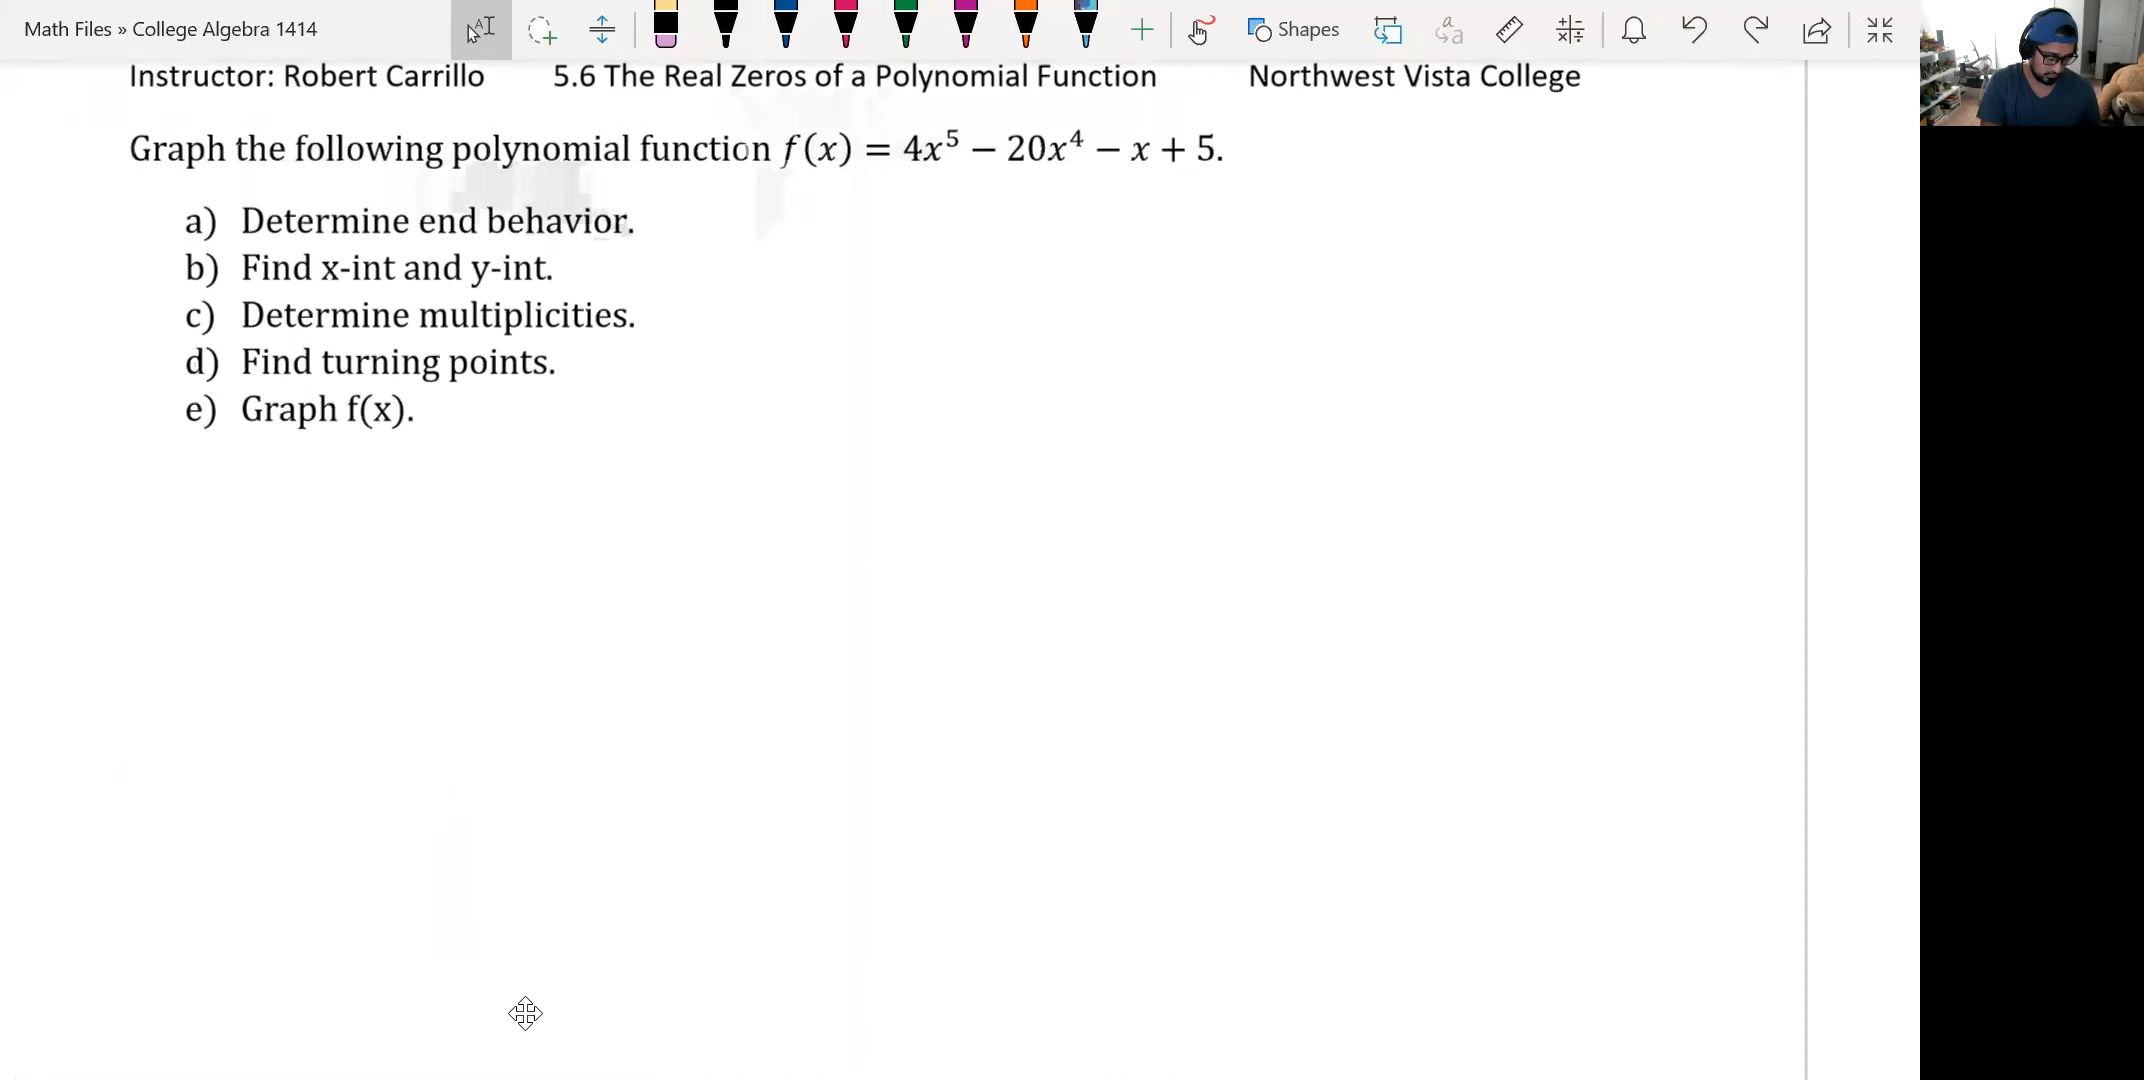 Math Files » College Algebra 1414
Shapes
Instructor: Robert Carrillo 5.6 The Real Zeros of a Polynomial Function Northwest Vista College
Graph the following polynomial function f(x) = 4x⁵ − 20x⁴ − x + 5.
a) Determine end behavior.
b) Find x-int and y-int.
c) Determine multiplicities.
d) Find turning points.
e) Graph f(x).